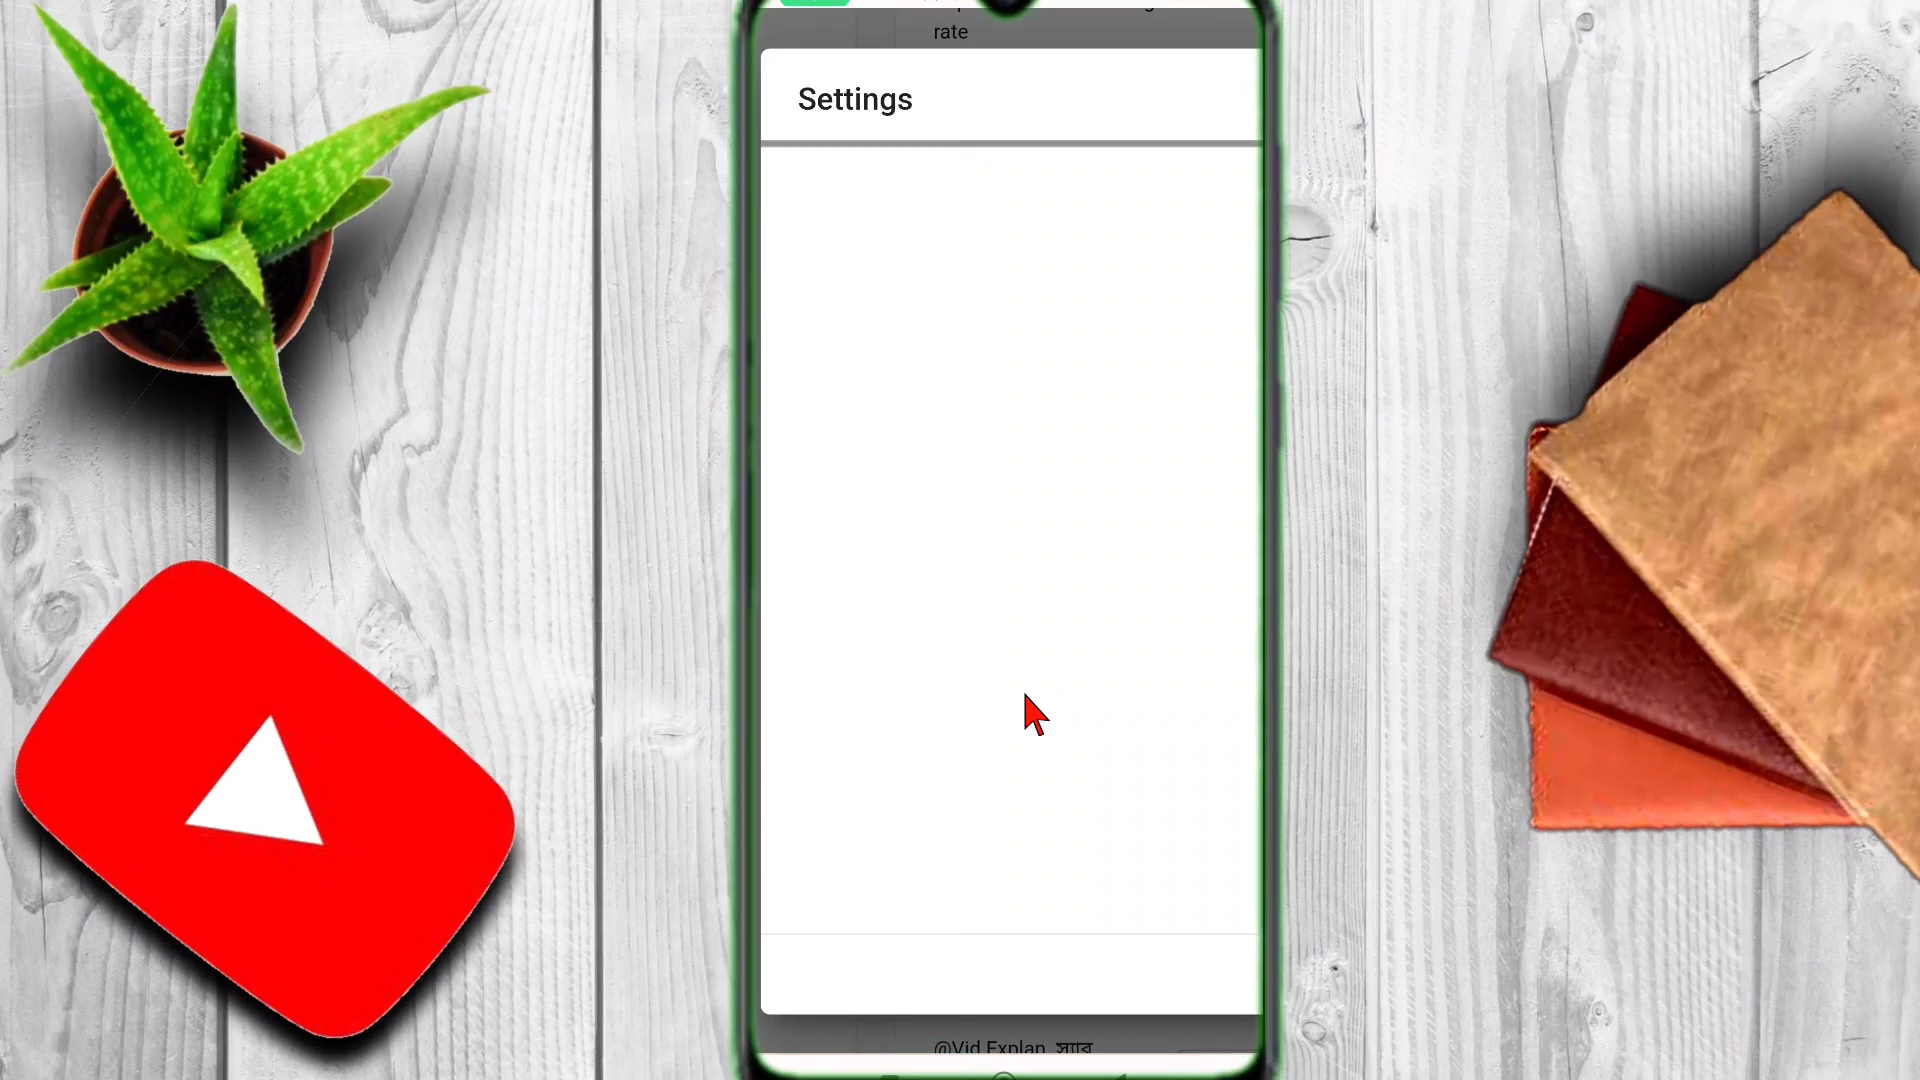 rate
Settings
@Vid Explan স্যার